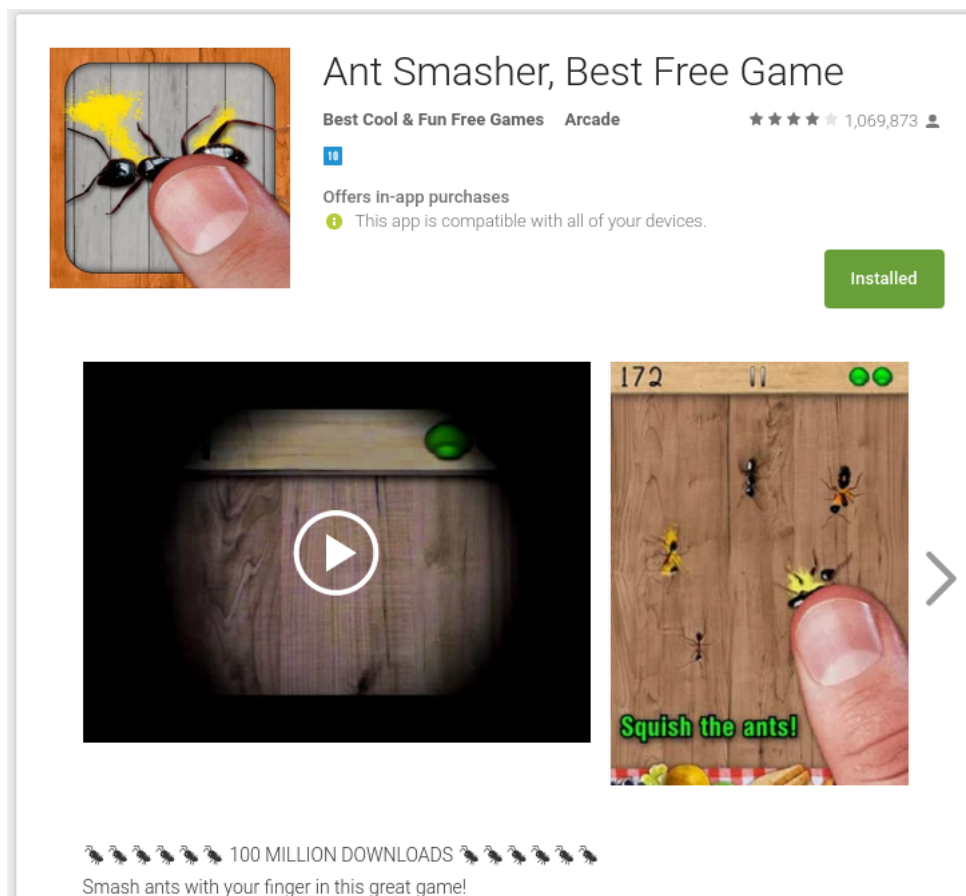 Ant Smasher, Best Free Game
Best Cool & Fun Free Games Arcade 1,069,873
10
Offers in-app purchases
This app is compatible with all of your devices.
Installed
172
Squish the ants!
🐜🐜🐜🐜🐜🐜 100 MILLION DOWNLOADS 🐜🐜🐜🐜🐜🐜
Smash ants with your finger in this great game!